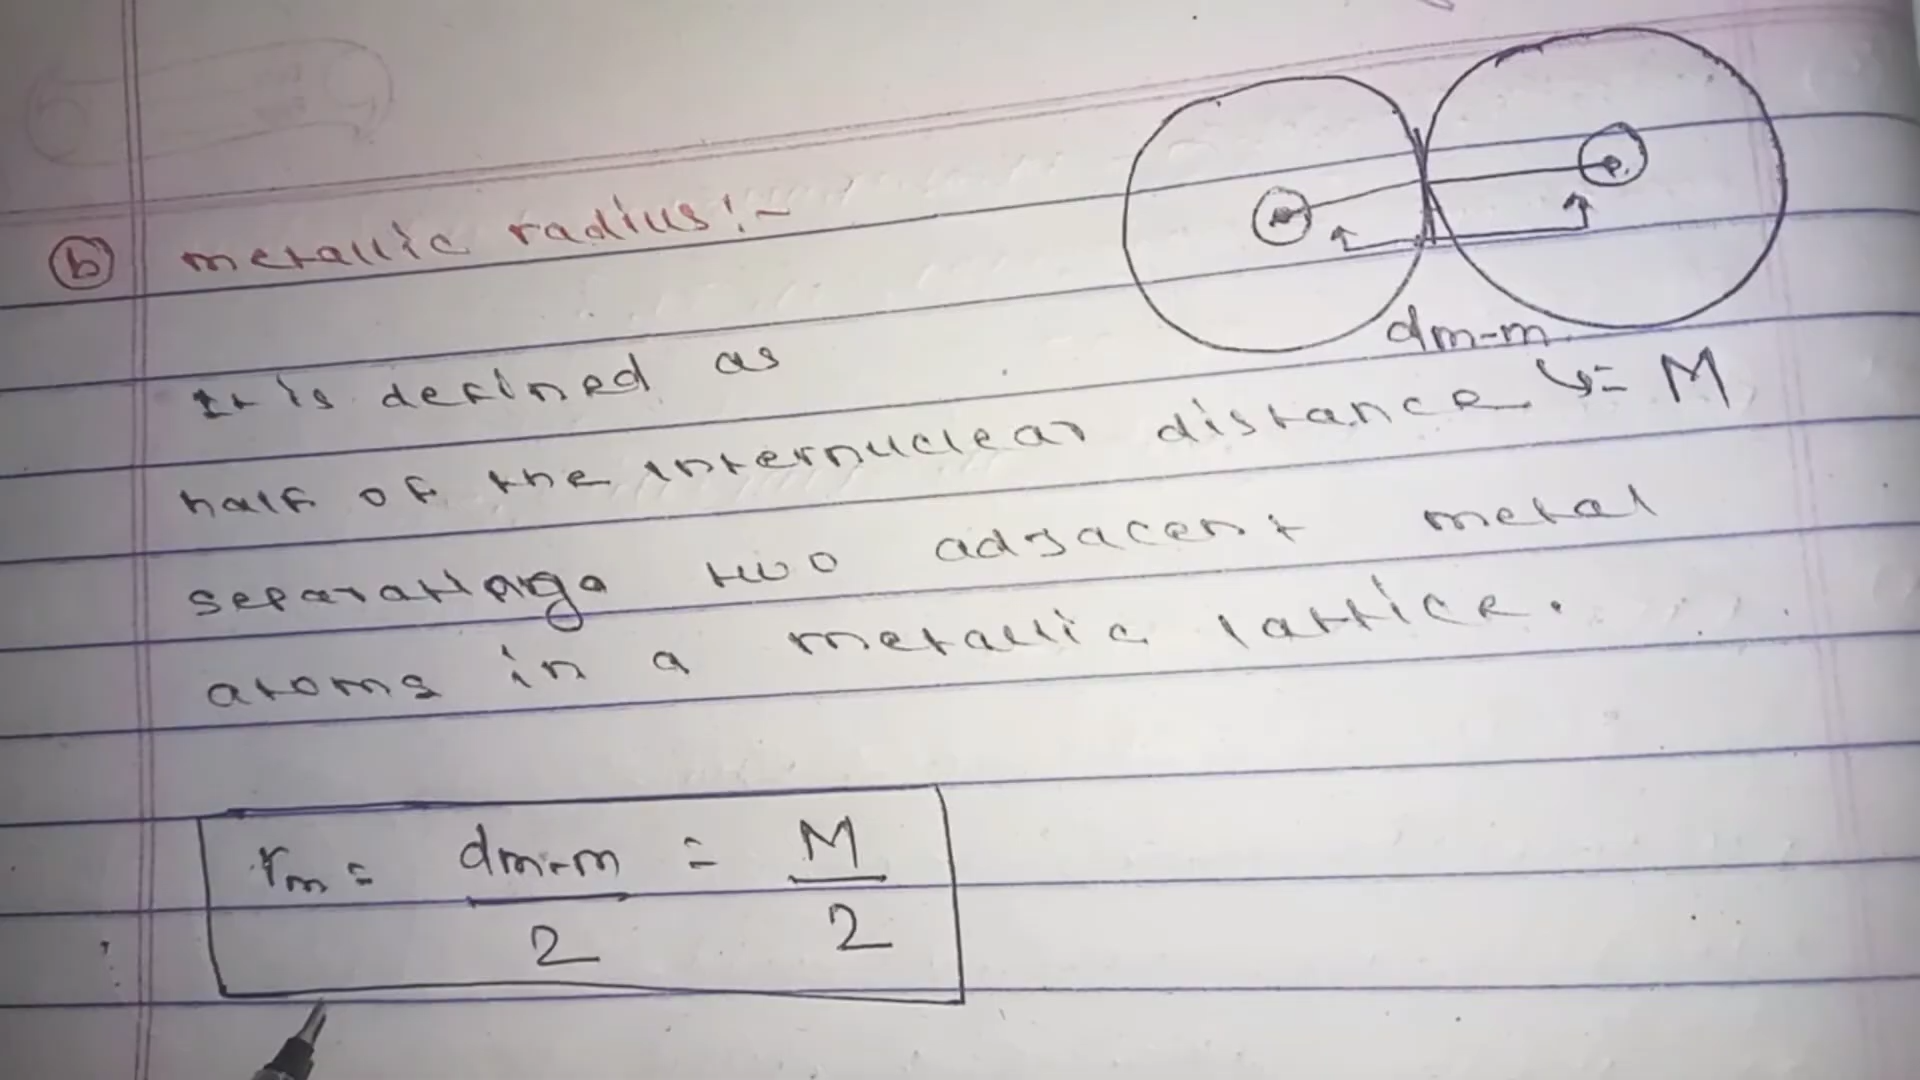 (b) metallic radius:-
dm-m
It is defined as
half of the internuclear distance ↳= M
separating two adjacent metal
atoms in a metallic lattice.
rm = dm-m / 2 = M / 2